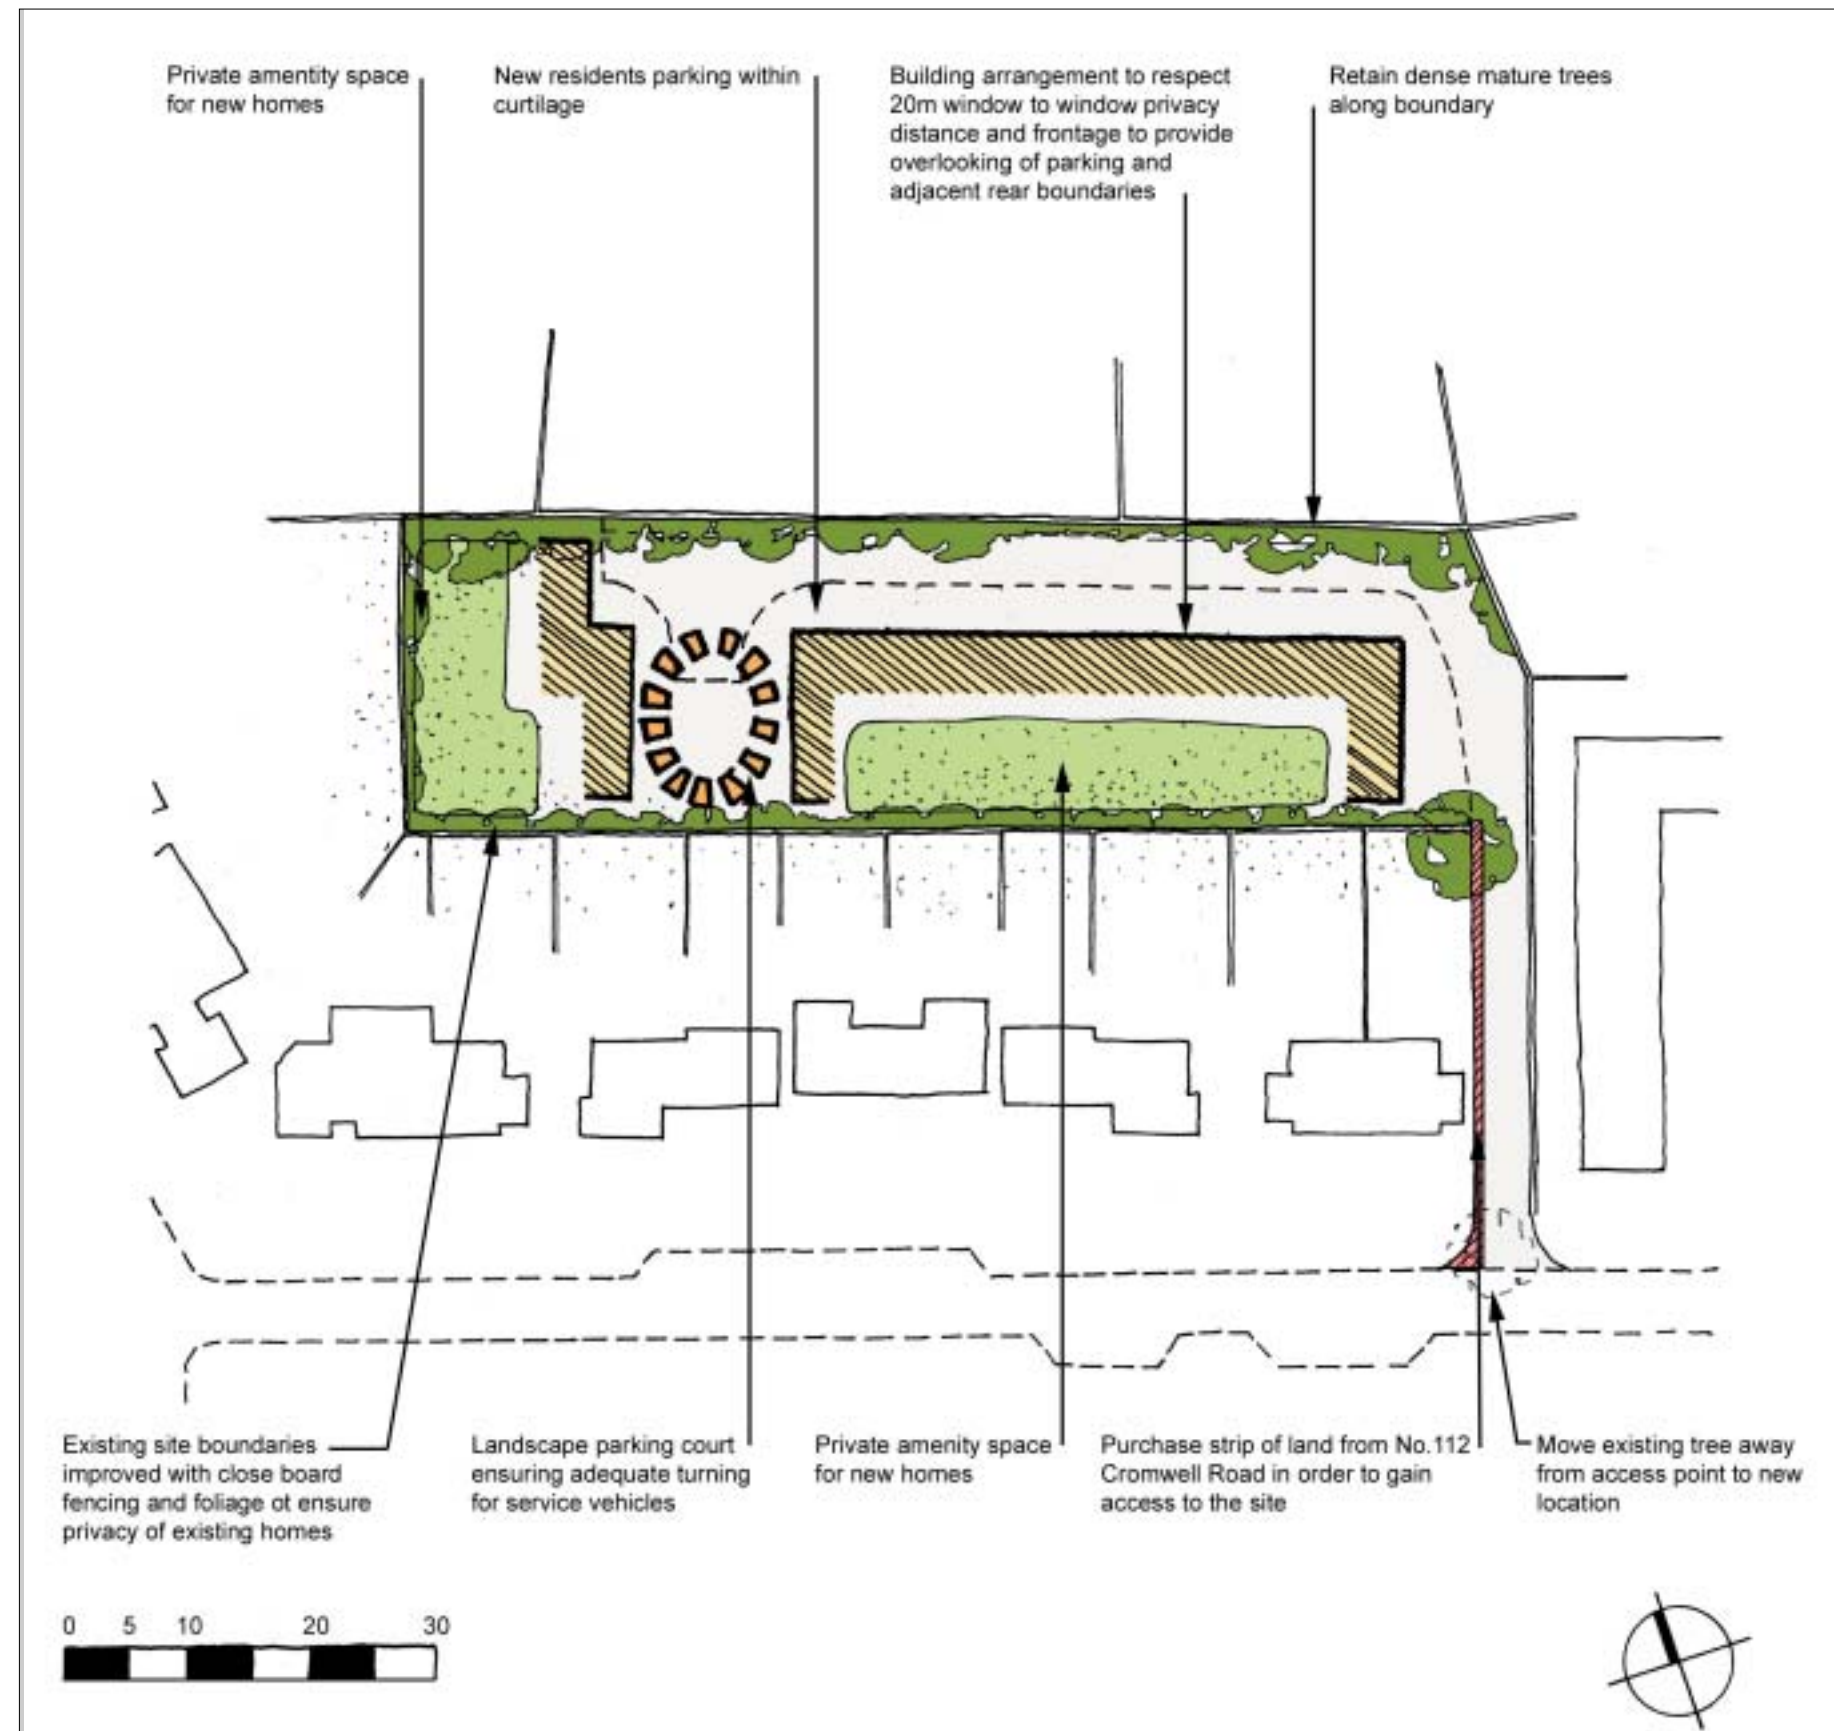 Private amentity space
for new homes
New residents parking within
curtilage
Building arrangement to respect
20m window to window privacy
distance and frontage to provide
overlooking of parking and
adjacent rear boundaries
Retain dense mature trees
along boundary
Existing site boundaries
improved with close board
fencing and foliage ot ensure
privacy of existing homes
Landscape parking court
ensuring adequate turning
for service vehicles
Private amenity space
for new homes
Purchase strip of land from No.112
Cromwell Road in order to gain
access to the site
Move existing tree away
from access point to new
location
0 5 10 20 30